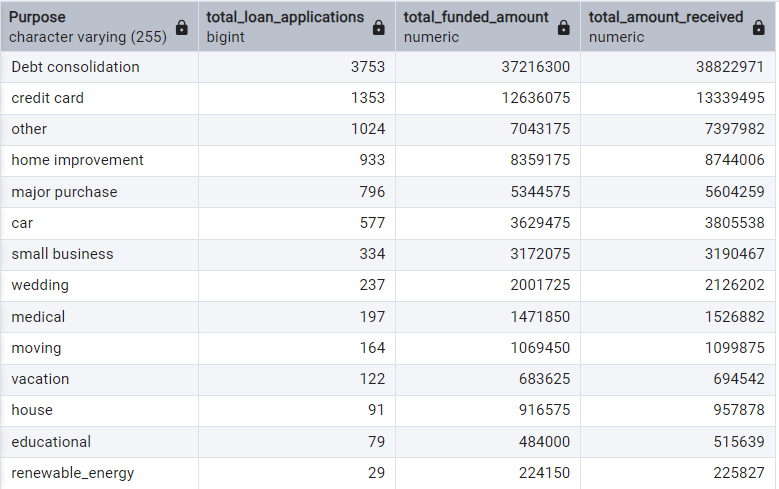 Purpose total_loan_applications total_funded_amount total_amount_received
character varying (255) bigint numeric numeric
Debt consolidation 3753 37216300 38822971
credit card 1353 12636075 13339495
other 1024 7043175 7397982
home improvement 933 8359175 8744006
major purchase 796 5344575 5604259
car 577 3629475 3805538
small business 334 3172075 3190467
wedding 237 2001725 2126202
medical 197 1471850 1526882
moving 164 1069450 1099875
vacation 122 683625 694542
house 91 916575 957878
educational 79 484000 515639
renewable_energy 29 224150 225827